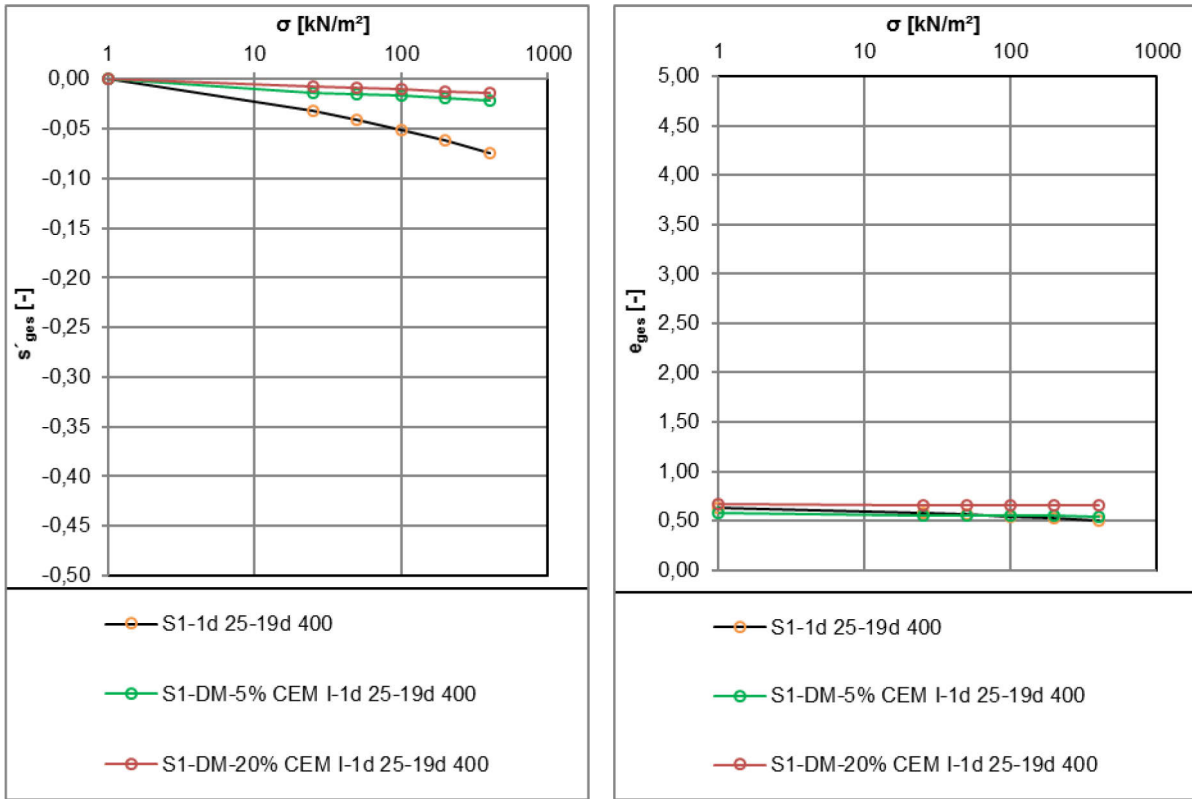 σ [kN/m²]
1 10 100 1000
0,00
-0,05
-0,10
-0,15
-0,20
-0,25
-0,30
-0,35
-0,40
-0,45
-0,50
s´ges [-]
S1-1d 25-19d 400
S1-DM-5% CEM I-1d 25-19d 400
S1-DM-20% CEM I-1d 25-19d 400
σ [kN/m²]
1 10 100 1000
5,00
4,50
4,00
3,50
3,00
2,50
2,00
1,50
1,00
0,50
0,00
eges [-]
S1-1d 25-19d 400
S1-DM-5% CEM I-1d 25-19d 400
S1-DM-20% CEM I-1d 25-19d 400